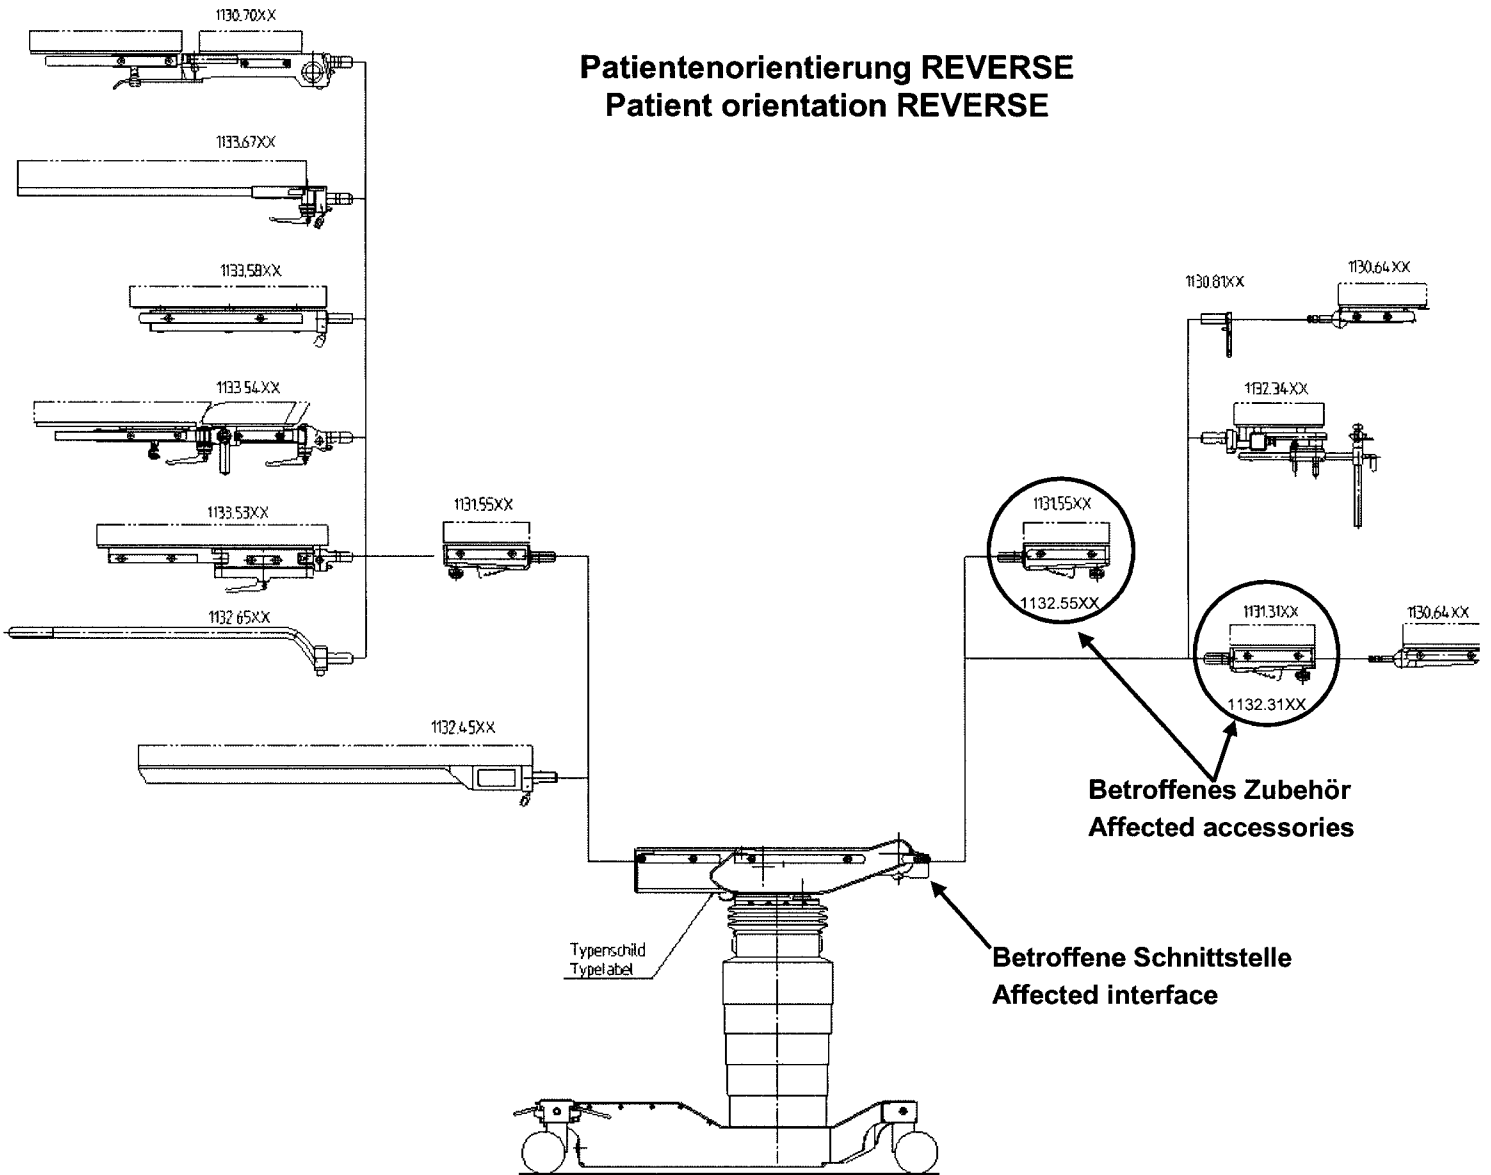 1130.70XX
Patientenorientierung REVERSE
Patient orientation REVERSE
1133.67XX
1133.58XX
1130.81XX
1130.64XX
1133.54XX
1132.34XX
1133.53XX
1131.55XX
1131.55XX
1132.55XX
1132.65XX
1131.31XX
1130.64XX
1132.31XX
1132.45XX
Betroffenes Zubehör
Affected accessories
Typenschild
Typelabel
Betroffene Schnittstelle
Affected interface